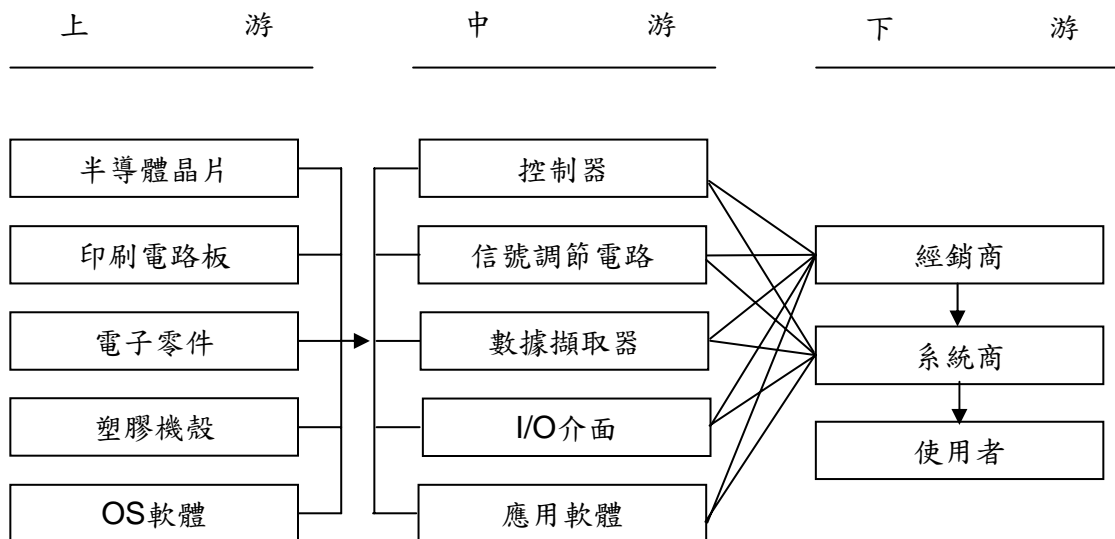 上 游
中 游
下 游
半導體晶片
印刷電路板
電子零件
塑膠機殼
OS軟體
控制器
信號調節電路
數據擷取器
I/O介面
應用軟體
經銷商
系統商
使用者